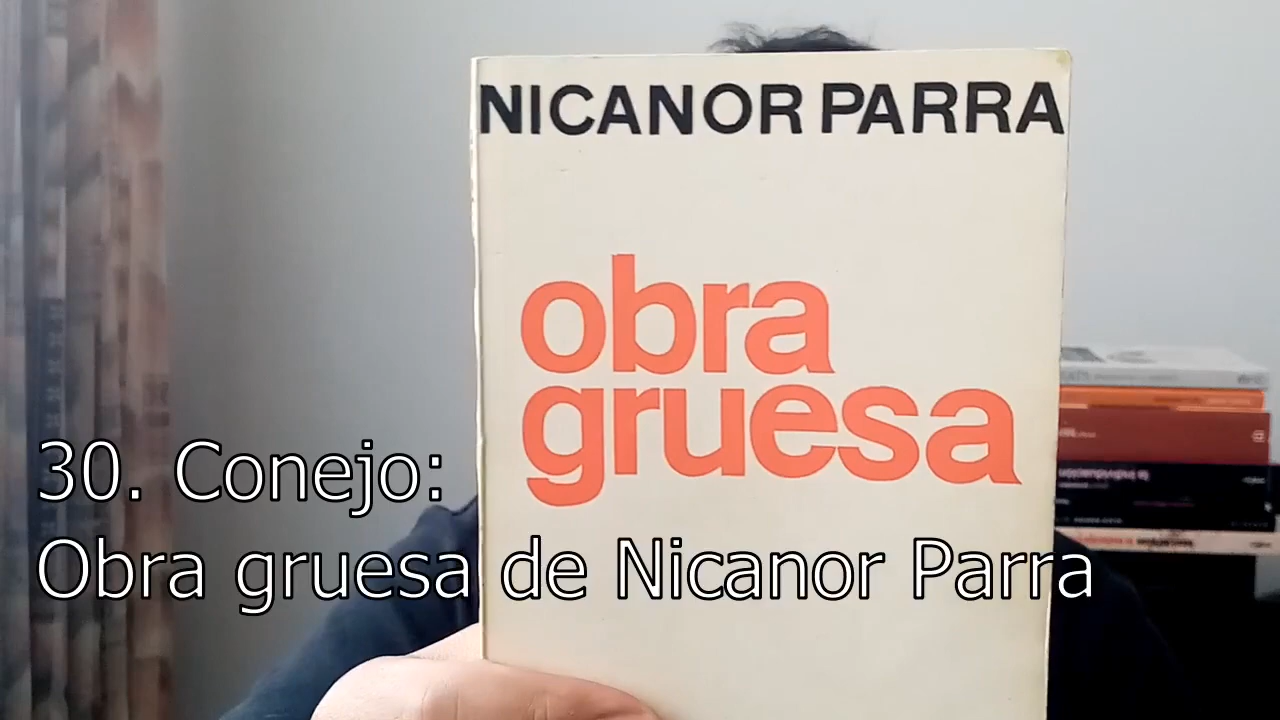 NICANOR PARRA
obra
gruesa
30. Conejo:
Obra gruesa de Nicanor Parra